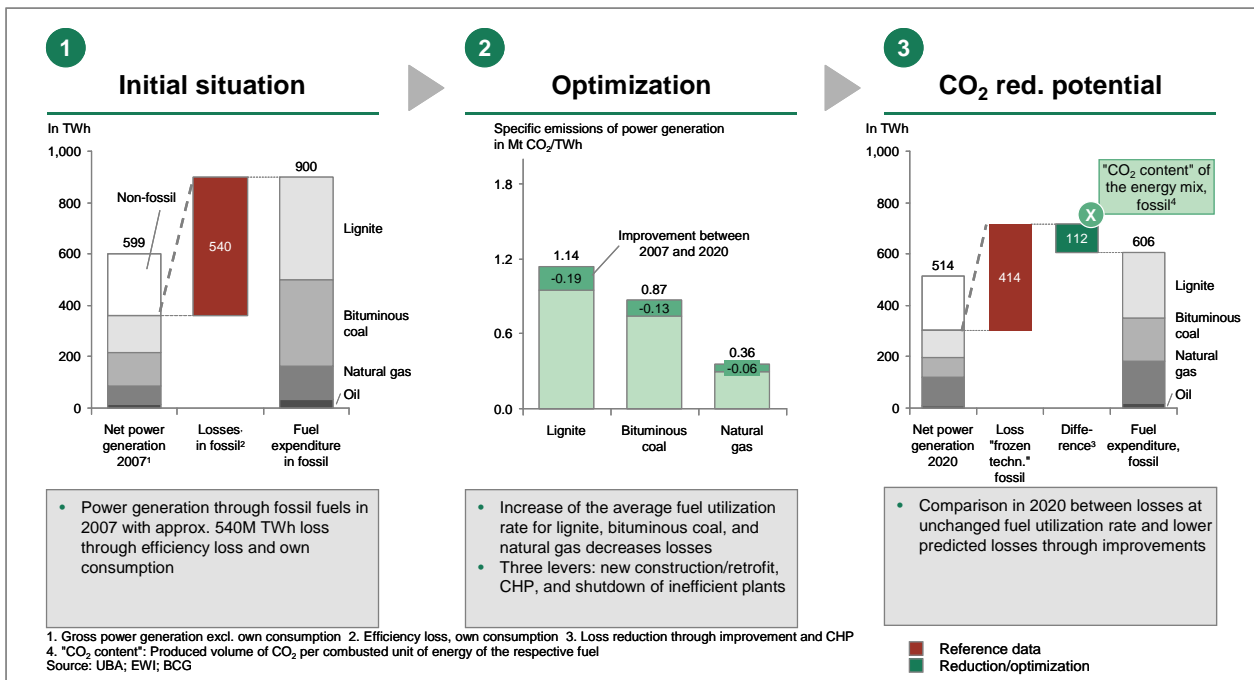 1
Initial situation
In TWh
1,000
800
600
400
200
0
Non-fossil
599
540
900
Lignite
Bituminous
coal
Natural gas
Oil
Net power
generation
2007¹
Losses·
in fossil²
Fuel
expenditure
in fossil
• Power generation through fossil fuels in
2007 with approx. 540M TWh loss
through efficiency loss and own
consumption
2
Optimization
Specific emissions of power generation
in Mt CO₂/TWh
1.8
1.2
0.6
0.0
Improvement between
2007 and 2020
1.14
-0.19
0.87
-0.13
0.36
-0.06
Lignite
Bituminous
coal
Natural
gas
• Increase of the average fuel utilization
rate for lignite, bituminous coal, and
natural gas decreases losses
• Three levers: new construction/retrofit,
CHP, and shutdown of inefficient plants
3
CO₂ red. potential
In TWh
1,000
800
600
400
200
0
"CO₂ content" of
the energy mix,
fossil⁴
X
514
414
112
606
Lignite
Bituminous
coal
Natural
gas
Oil
Net power
generation
2020
Loss
"frozen
techn."
fossil
Diffe-
rence³
Fuel
expenditure,
fossil
• Comparison in 2020 between losses at
unchanged fuel utilization rate and lower
predicted losses through improvements
1. Gross power generation excl. own consumption 2. Efficiency loss, own consumption 3. Loss reduction through improvement and CHP
4. "CO₂ content": Produced volume of CO₂ per combusted unit of energy of the respective fuel
Source: UBA; EWI; BCG
Reference data
Reduction/optimization